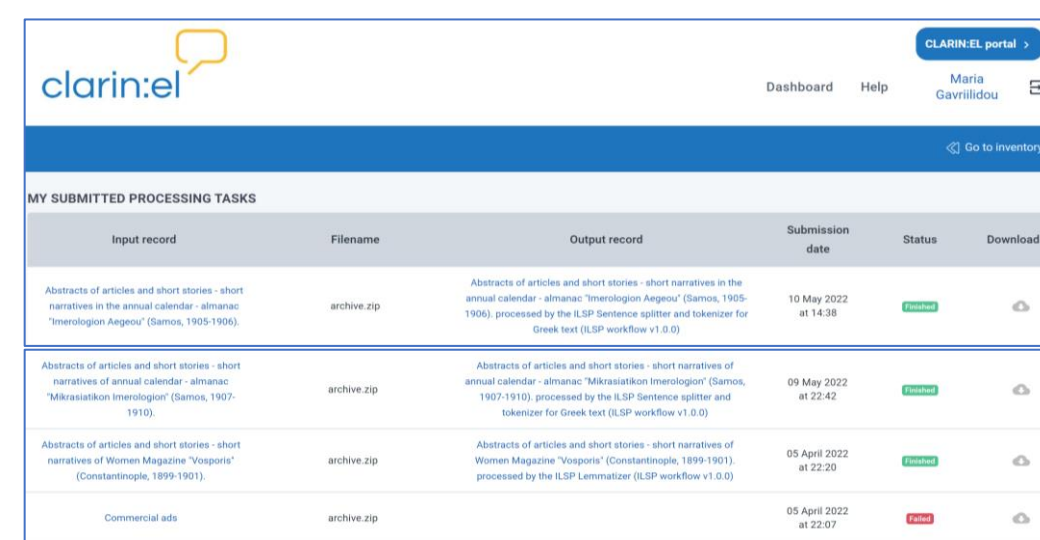 clarin:el
CLARIN:EL portal >
Dashboard
Help
Maria
Gavriilidou
Go to inventory
MY SUBMITTED PROCESSING TASKS
Input record
Filename
Output record
Submission
date
Status
Download
Abstracts of articles and short stories - short
narratives in the annual calendar - almanac
"Imerologion Aegeou" (Samos, 1905-1906).
archive.zip
Abstracts of articles and short stories - short narratives in the
annual calendar - almanac "Imerologion Aegeou" (Samos, 1905-
1906). processed by the ILSP Sentence splitter and tokenizer for
Greek text (ILSP workflow v1.0.0)
10 May 2022
at 14:38
Finished
Abstracts of articles and short stories - short
narratives of annual calendar - almanac
"Mikrasiatikon Imerologion" (Samos, 1907-
1910).
archive.zip
Abstracts of articles and short stories - short narratives of
annual calendar - almanac "Mikrasiatikon Imerologion" (Samos,
1907-1910). processed by the ILSP Sentence splitter and
tokenizer for Greek text (ILSP workflow v1.0.0)
09 May 2022
at 22:42
Finished
Abstracts of articles and short stories - short
narratives of Women Magazine "Vosporis"
(Constantinople, 1899-1901).
archive.zip
Abstracts of articles and short stories - short narratives of
Women Magazine "Vosporis" (Constantinople, 1899-1901).
processed by the ILSP Lemmatizer (ILSP workflow v1.0.0)
05 April 2022
at 22:20
Finished
Commercial ads
archive.zip
05 April 2022
at 22:07
Failed